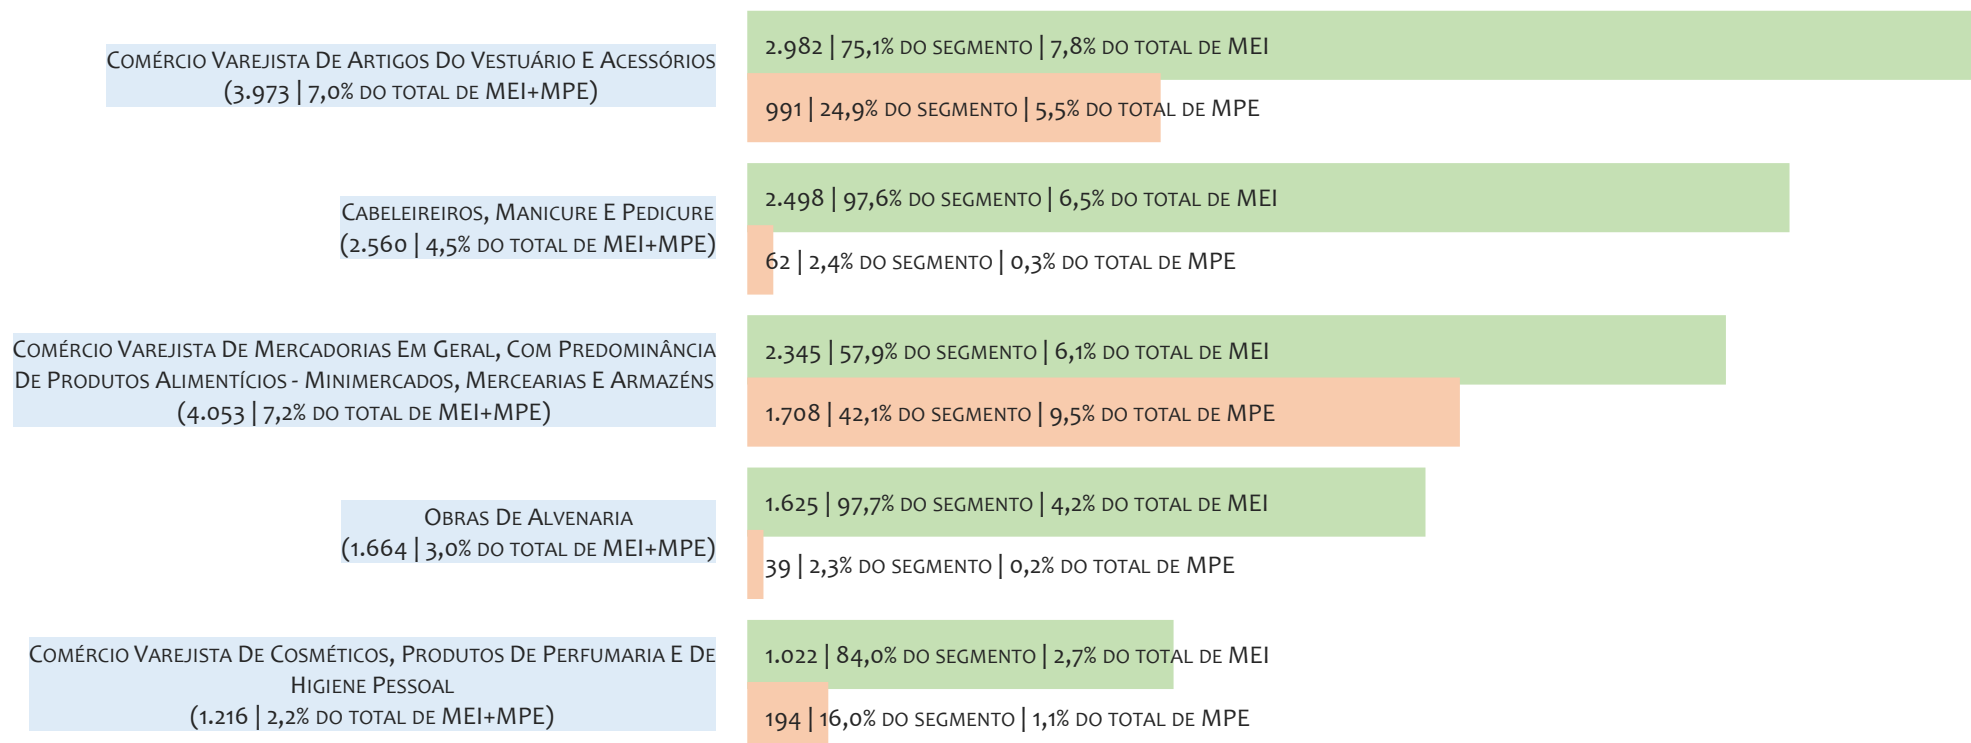 Comércio Varejista De Artigos Do Vestuário E Acessórios
(3.973 | 7,0% do total de MEI+MPE)
2.982 | 75,1% do segmento | 7,8% do total de MEI
991 | 24,9% do segmento | 5,5% do total de MPE
Cabeleireiros, Manicure E Pedicure
(2.560 | 4,5% do total de MEI+MPE)
2.498 | 97,6% do segmento | 6,5% do total de MEI
62 | 2,4% do segmento | 0,3% do total de MPE
Comércio Varejista De Mercadorias Em Geral, Com Predominância
De Produtos Alimentícios - Minimercados, Mercearias E Armazéns
(4.053 | 7,2% do total de MEI+MPE)
2.345 | 57,9% do segmento | 6,1% do total de MEI
1.708 | 42,1% do segmento | 9,5% do total de MPE
Obras De Alvenaria
(1.664 | 3,0% do total de MEI+MPE)
1.625 | 97,7% do segmento | 4,2% do total de MEI
39 | 2,3% do segmento | 0,2% do total de MPE
Comércio Varejista De Cosméticos, Produtos De Perfumaria E De
Higiene Pessoal
(1.216 | 2,2% do total de MEI+MPE)
1.022 | 84,0% do segmento | 2,7% do total de MEI
194 | 16,0% do segmento | 1,1% do total de MPE